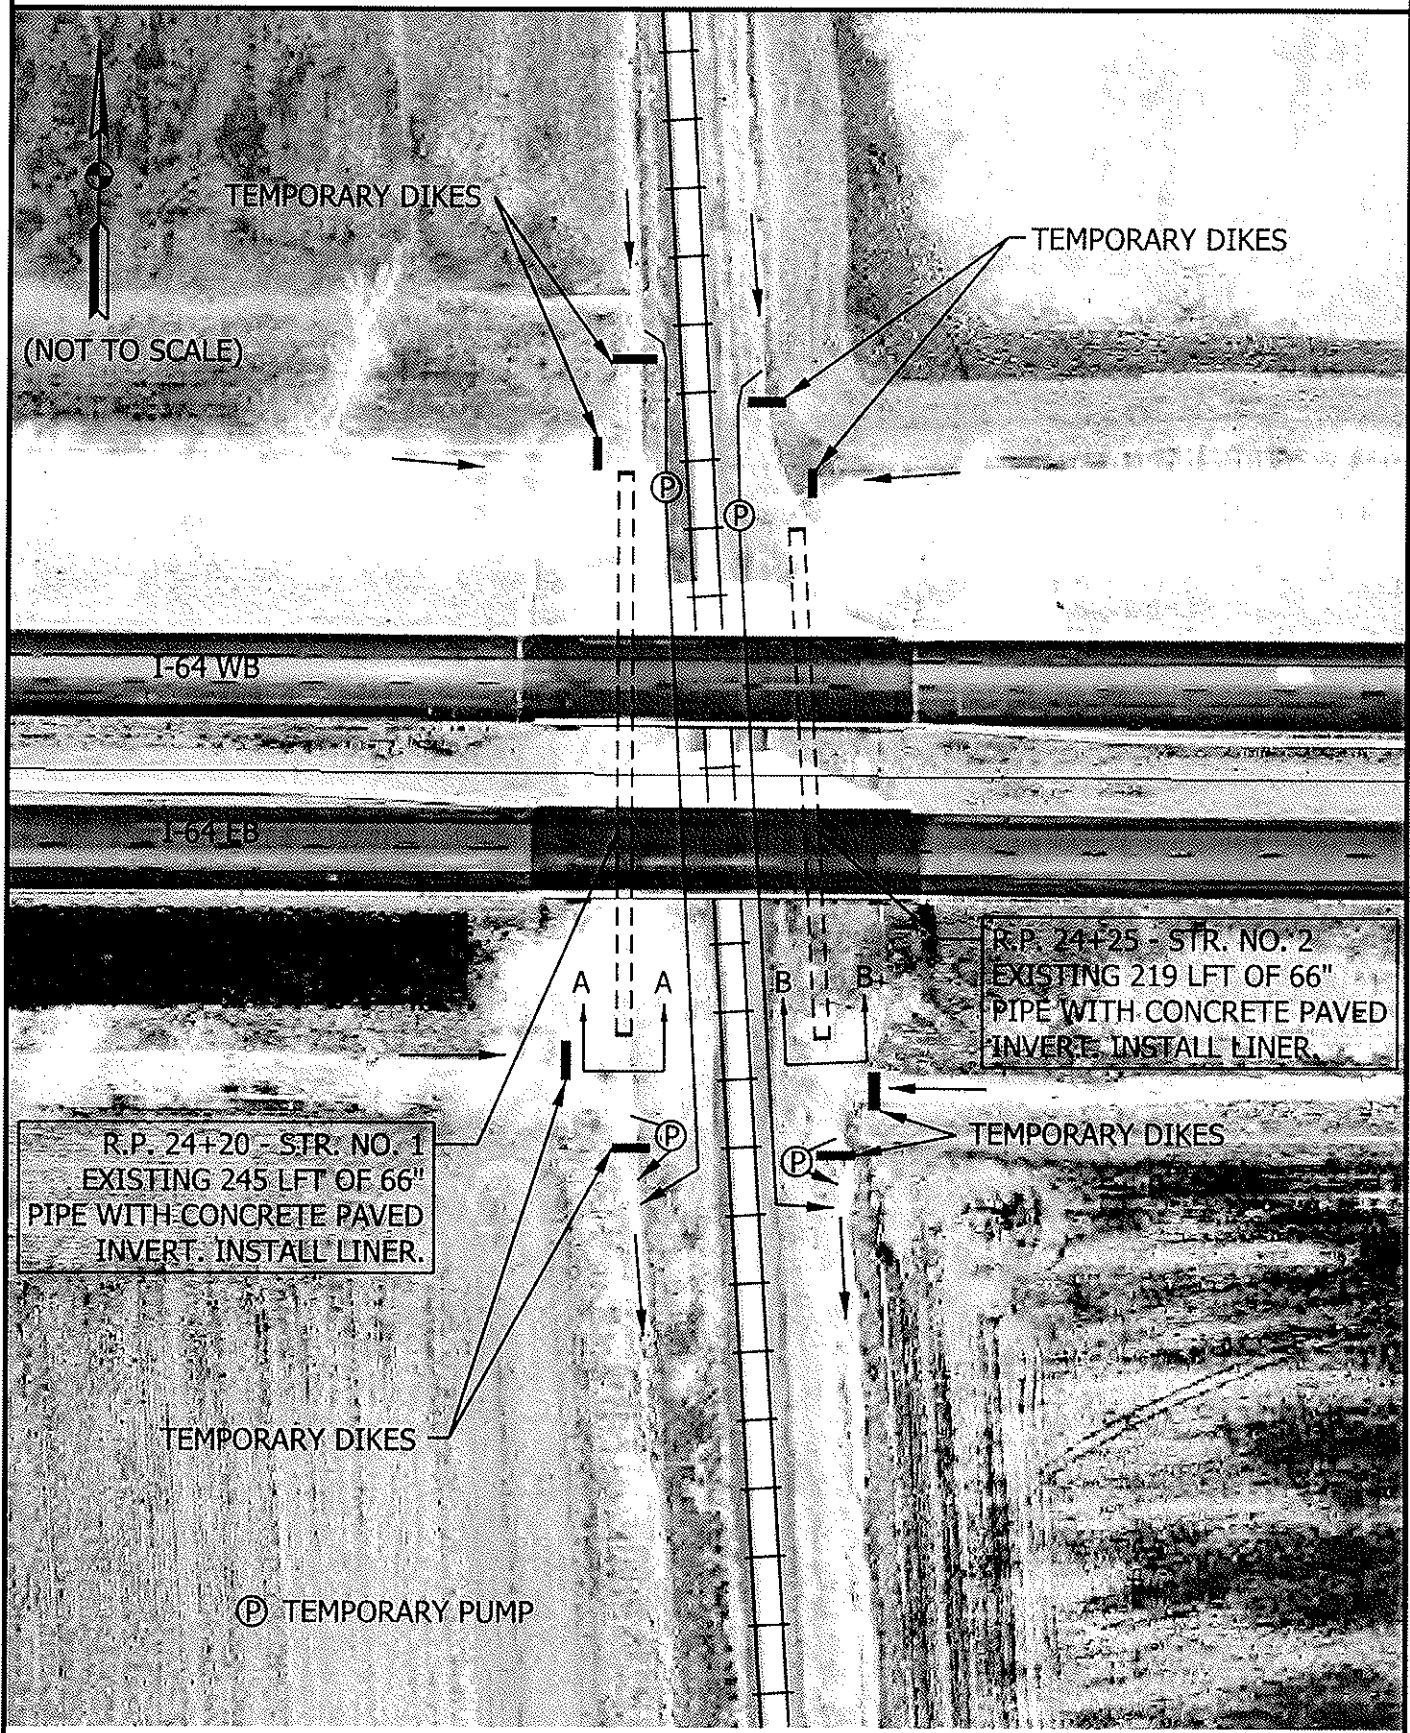 TEMPORARY DIKES
TEMPORARY DIKES
(NOT TO SCALE)
P
P
I-64 WB
I-64 EB
R.P. 24+25 - STR. NO. 2
EXISTING 219 LFT OF 66"
PIPE WITH CONCRETE PAVED
INVERT. INSTALL LINER.
A A
B B
R.P. 24+20 - STR. NO. 1
EXISTING 245 LFT OF 66"
PIPE WITH CONCRETE PAVED
INVERT. INSTALL LINER.
P
P
TEMPORARY DIKES
TEMPORARY DIKES
P TEMPORARY PUMP